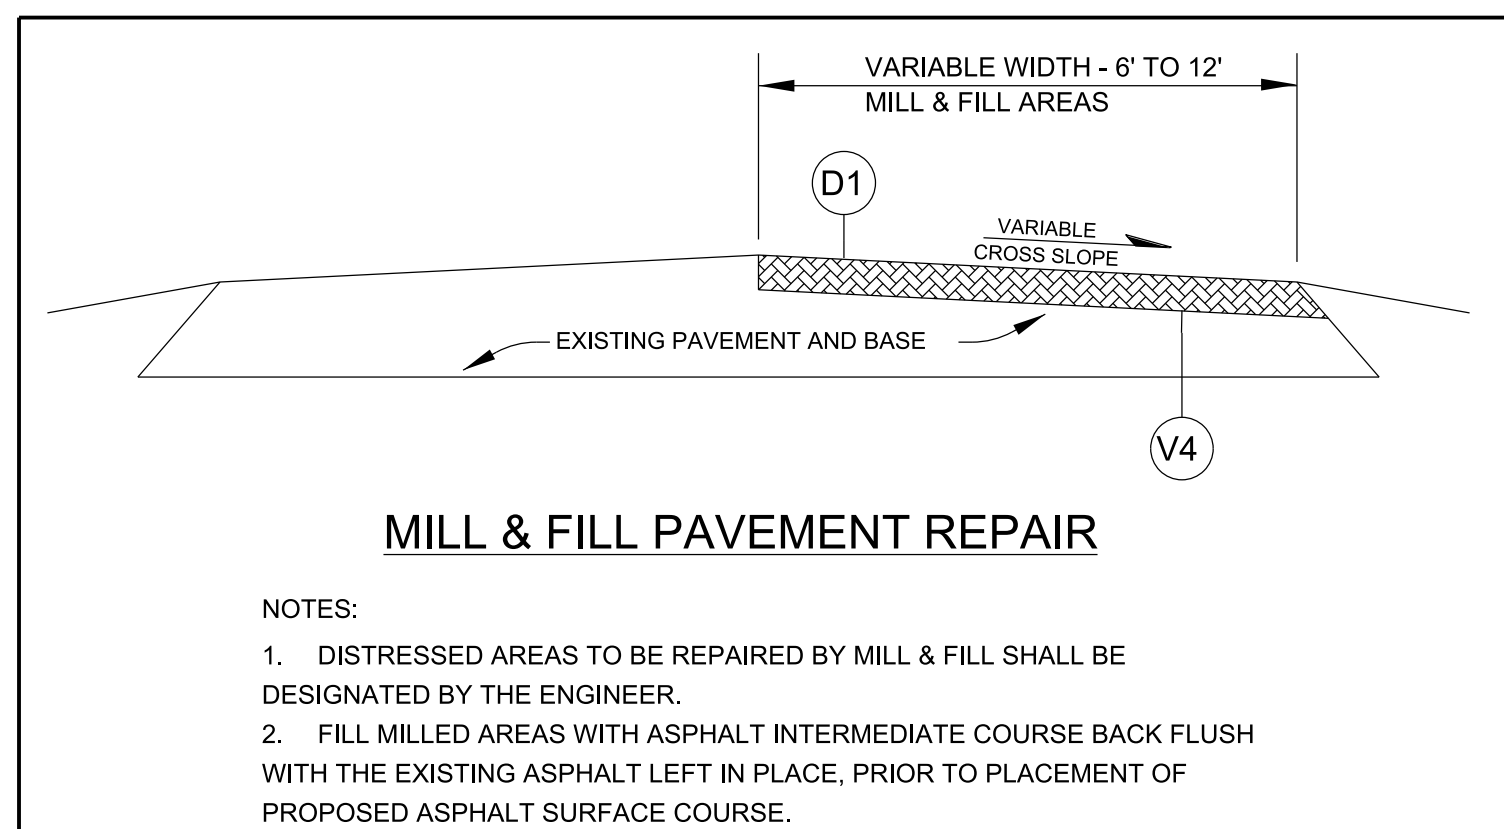 VARIABLE WIDTH - 6' TO 12'
MILL & FILL AREAS
D1
VARIABLE
CROSS SLOPE
EXISTING PAVEMENT AND BASE
V4
MILL & FILL PAVEMENT REPAIR
NOTES:
1. DISTRESSED AREAS TO BE REPAIRED BY MILL & FILL SHALL BE
DESIGNATED BY THE ENGINEER.
2. FILL MILLED AREAS WITH ASPHALT INTERMEDIATE COURSE BACK FLUSH
WITH THE EXISTING ASPHALT LEFT IN PLACE, PRIOR TO PLACEMENT OF
PROPOSED ASPHALT SURFACE COURSE.